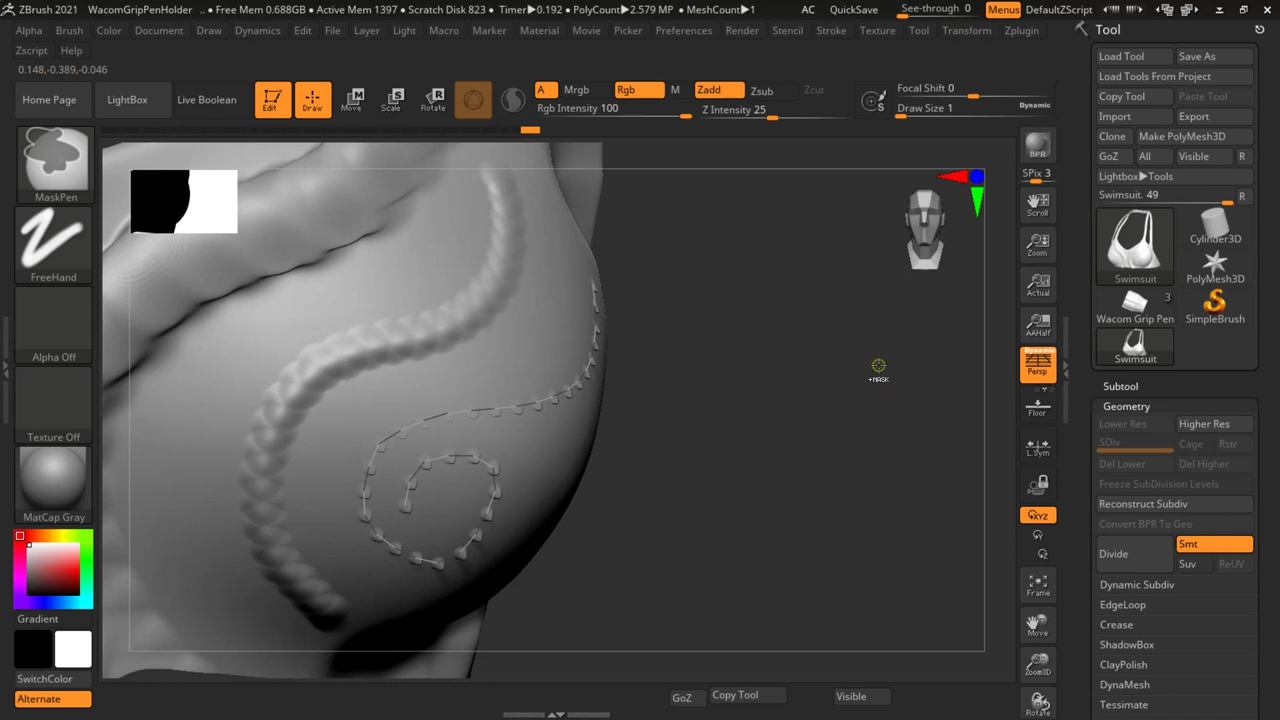 ZBrush 2021 WacomGripPenHolder .. • Free Mem 0.688GB • Active Mem 1397 • Scratch Disk 823 • Timer▶0.192 • PolyCount▶2.579 MP • MeshCount▶1 AC QuickSave See-through 0 Menus DefaultZScript
Alpha Brush Color Document Draw Dynamics Edit File Layer Light Macro Marker Material Movie Picker Preferences Render Stencil Stroke Texture Tool Transform Zplugin
Zscript Help
0.148,-0.389,-0.046
Home Page LightBox Live Boolean Edit Draw Move Scale Rotate
A Mrgb Rgb M Zadd Zsub Zcut
Rgb Intensity 100 Z Intensity 25
S
Focal Shift 0
Draw Size 1 Dynamic
MaskPen
FreeHand
Alpha Off
Texture Off
MatCap Gray
Gradient
SwitchColor
Alternate
+MASK
GoZ Copy Tool Visible
BPR
SPix 3
Scroll
Zoom
Actual
AAHalf
Dynamic
Persp
Floor
L.Sym
XYZ
Y
Z
Frame
Move
Zoom3D
Rotate
Tool
Load Tool Save As
Load Tools From Project
Copy Tool Paste Tool
Import Export
Clone Make PolyMesh3D
GoZ All Visible R
Lightbox▶Tools
Swimsuit. 49 R
Swimsuit Cylinder3D
PolyMesh3D
3
Wacom Grip Pen SimpleBrush
Swimsuit
Subtool
Geometry
Lower Res Higher Res
SDiv Cage Rstr
Del Lower Del Higher
Freeze SubDivision Levels
Reconstruct Subdiv
Convert BPR To Geo
Divide Smt
Suv ReUV
Dynamic Subdiv
EdgeLoop
Crease
ShadowBox
ClayPolish
DynaMesh
Tessimate